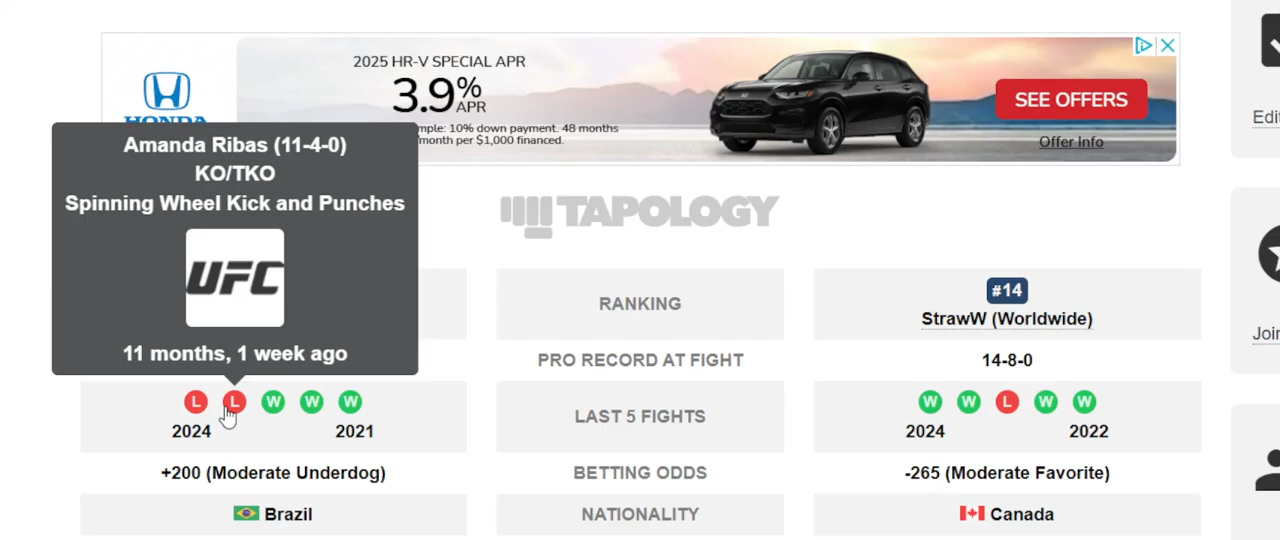 2025 HR-V SPECIAL APR
3.9% APR
mple: 10% down payment. 48 months
month per $1,000 financed.
HONDA
SEE OFFERS
Offer Info
Amanda Ribas (11-4-0)
KO/TKO
Spinning Wheel Kick and Punches
UFC
11 months, 1 week ago
TAPOLOGY
RANKING
#14
StrawW (Worldwide)
PRO RECORD AT FIGHT
14-8-0
L L W W W
2024 2021
LAST 5 FIGHTS
W W L W W
2024 2022
+200 (Moderate Underdog)
BETTING ODDS
-265 (Moderate Favorite)
Brazil
NATIONALITY
Canada
Edi
Joi